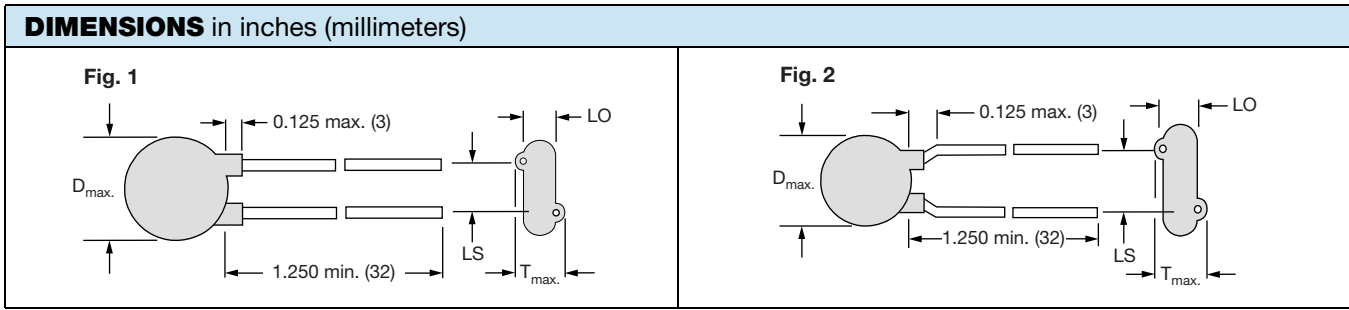 DIMENSIONS in inches (millimeters)
Fig. 1
0.125 max. (3)
LO
Dmax.
LS
1.250 min. (32)
Tmax.
Fig. 2
0.125 max. (3)
LO
Dmax.
1.250 min. (32)
LS
Tmax.